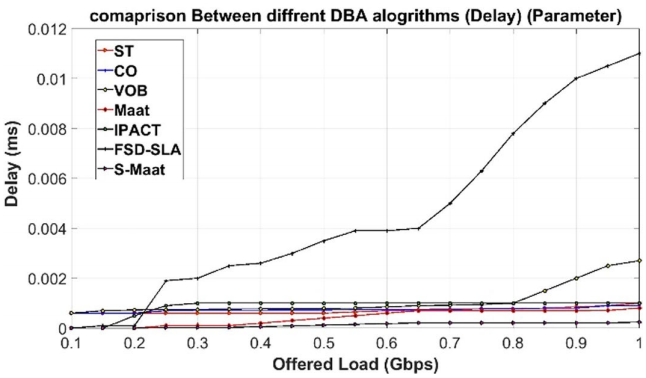 comaprison Between diffrent DBA alogrithms (Delay) (Parameter)
0.012
0.01
0.008
0.006
0.004
0.002
0
Delay (ms)
ST
CO
VOB
Maat
IPACT
FSD-SLA
S-Maat
0.1 0.2 0.3 0.4 0.5 0.6 0.7 0.8 0.9 1
Offered Load (Gbps)